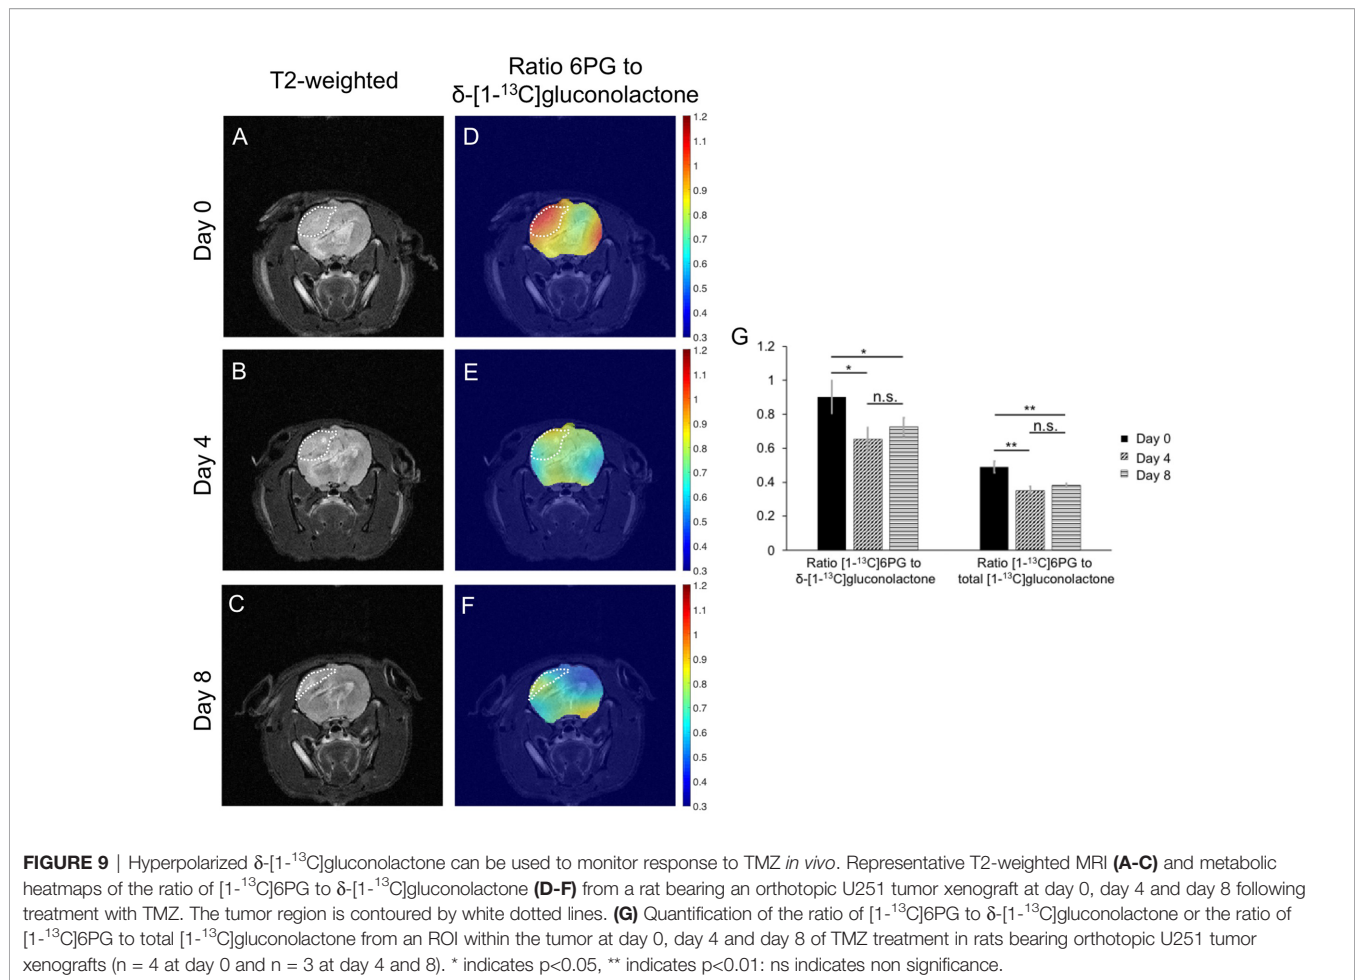 T2-weighted
Ratio 6PG to
δ-[1-¹³C]gluconolactone
Day 0
A
D
1.2
1.1
1
0.9
0.8
0.7
0.6
0.5
0.4
0.3
Day 4
B
E
1.2
1.1
1
0.9
0.8
0.7
0.6
0.5
0.4
0.3
Day 8
C
F
1.2
1.1
1
0.9
0.8
0.7
0.6
0.5
0.4
0.3
G
1.2
1
0.8
0.6
0.4
0.2
0
*
*
n.s.
**
n.s.
**
Day 0
Day 4
Day 8
Ratio [1-¹³C]6PG to
δ-[1-¹³C]gluconolactone
Ratio [1-¹³C]6PG to
total [1-¹³C]gluconolactone
FIGURE 9 | Hyperpolarized δ-[1-¹³C]gluconolactone can be used to monitor response to TMZ in vivo. Representative T2-weighted MRI (A-C) and metabolic
heatmaps of the ratio of [1-¹³C]6PG to δ-[1-¹³C]gluconolactone (D-F) from a rat bearing an orthotopic U251 tumor xenograft at day 0, day 4 and day 8 following
treatment with TMZ. The tumor region is contoured by white dotted lines. (G) Quantification of the ratio of [1-¹³C]6PG to δ-[1-¹³C]gluconolactone or the ratio of
[1-¹³C]6PG to total [1-¹³C]gluconolactone from an ROI within the tumor at day 0, day 4 and day 8 of TMZ treatment in rats bearing orthotopic U251 tumor
xenografts (n = 4 at day 0 and n = 3 at day 4 and 8). * indicates p<0.05, ** indicates p<0.01: ns indicates non significance.